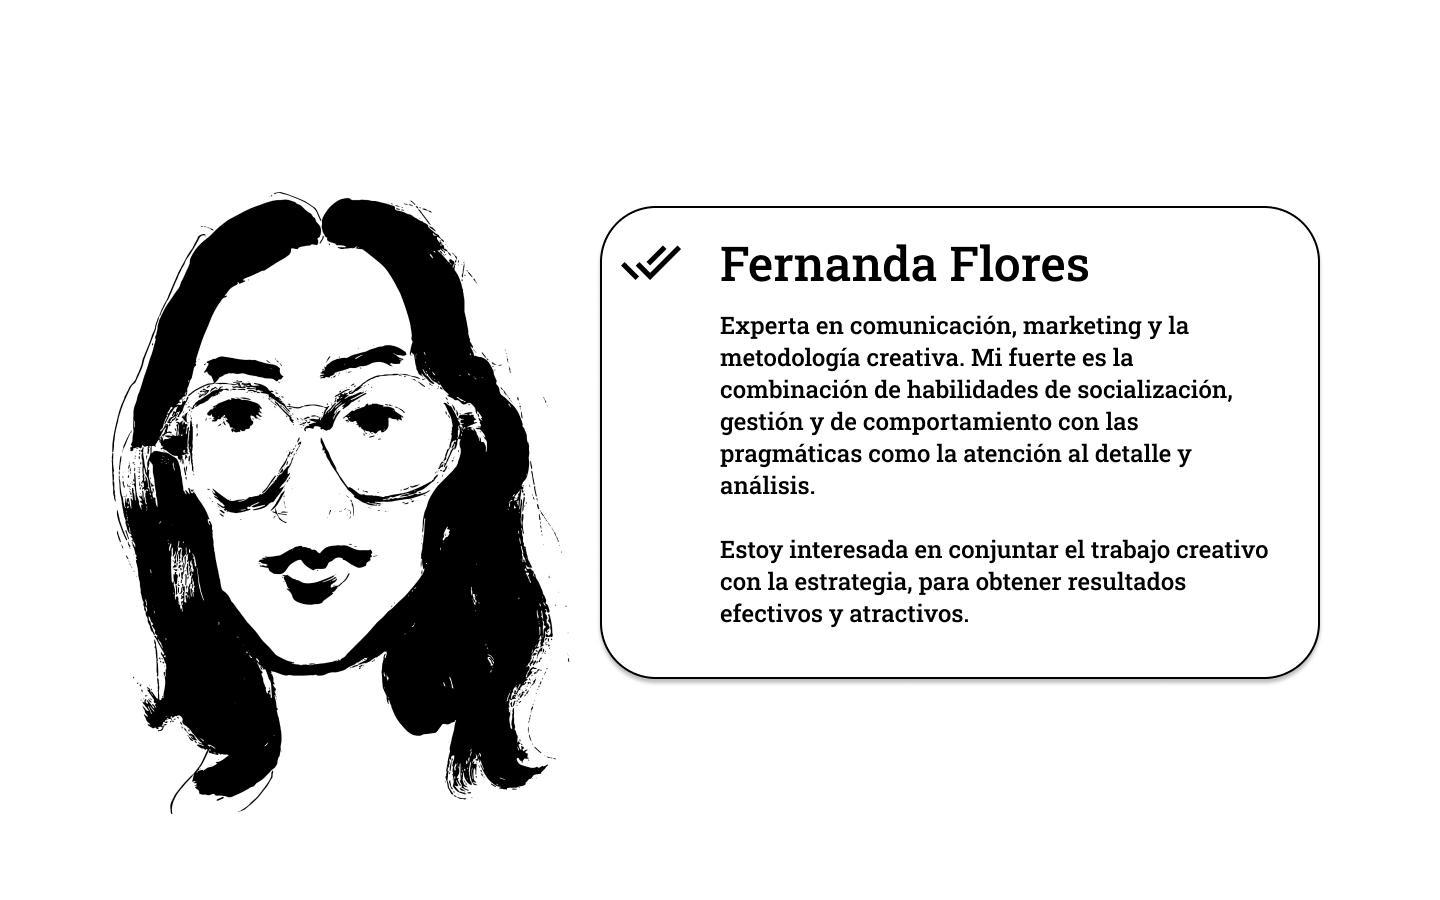 Fernanda Flores
Experta en comunicación, marketing y la
metodología creativa. Mi fuerte es la
combinación de habilidades de socialización,
gestión y de comportamiento con las
pragmáticas como la atención al detalle y
análisis.
Estoy interesada en conjuntar el trabajo creativo
con la estrategia, para obtener resultados
efectivos y atractivos.